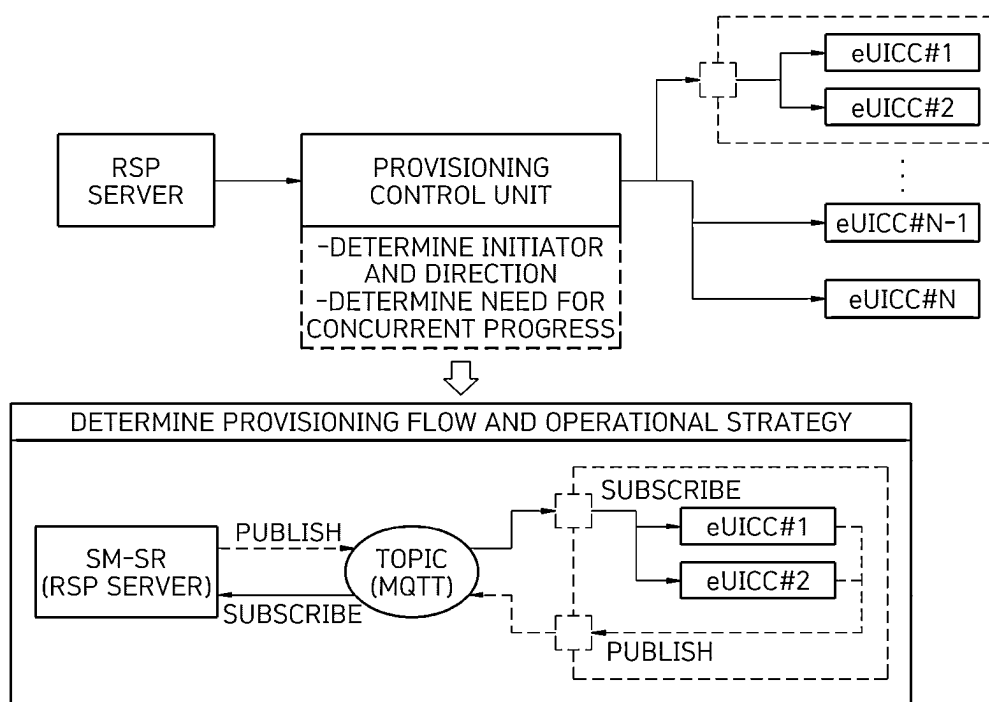 eUICC#1
eUICC#2
RSP
SERVER
PROVISIONING
CONTROL UNIT
-DETERMINE INITIATOR
AND DIRECTION
-DETERMINE NEED FOR
CONCURRENT PROGRESS
eUICC#N-1
eUICC#N
DETERMINE PROVISIONING FLOW AND OPERATIONAL STRATEGY
SM-SR
(RSP SERVER)
PUBLISH
SUBSCRIBE
TOPIC
(MQTT)
SUBSCRIBE
eUICC#1
eUICC#2
PUBLISH